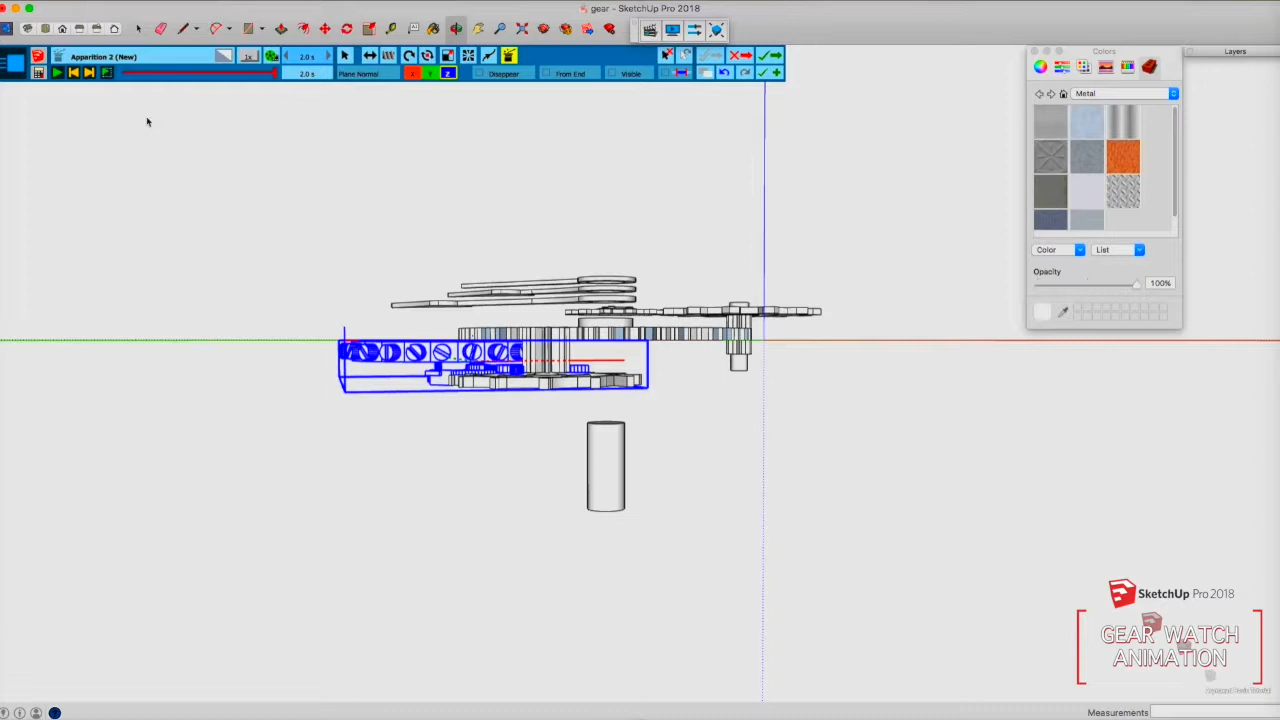 gear - SketchUp Pro 2018
Apparition 2 (New)
1x
2.0 s
Colors
Layers
2.0 s
Plane Normal
X
Y
Z
Disappear
From End
Visible
Metal
Color
List
Opacity
100%
SketchUp Pro 2018
GEAR WATCH
ANIMATION
Measurements